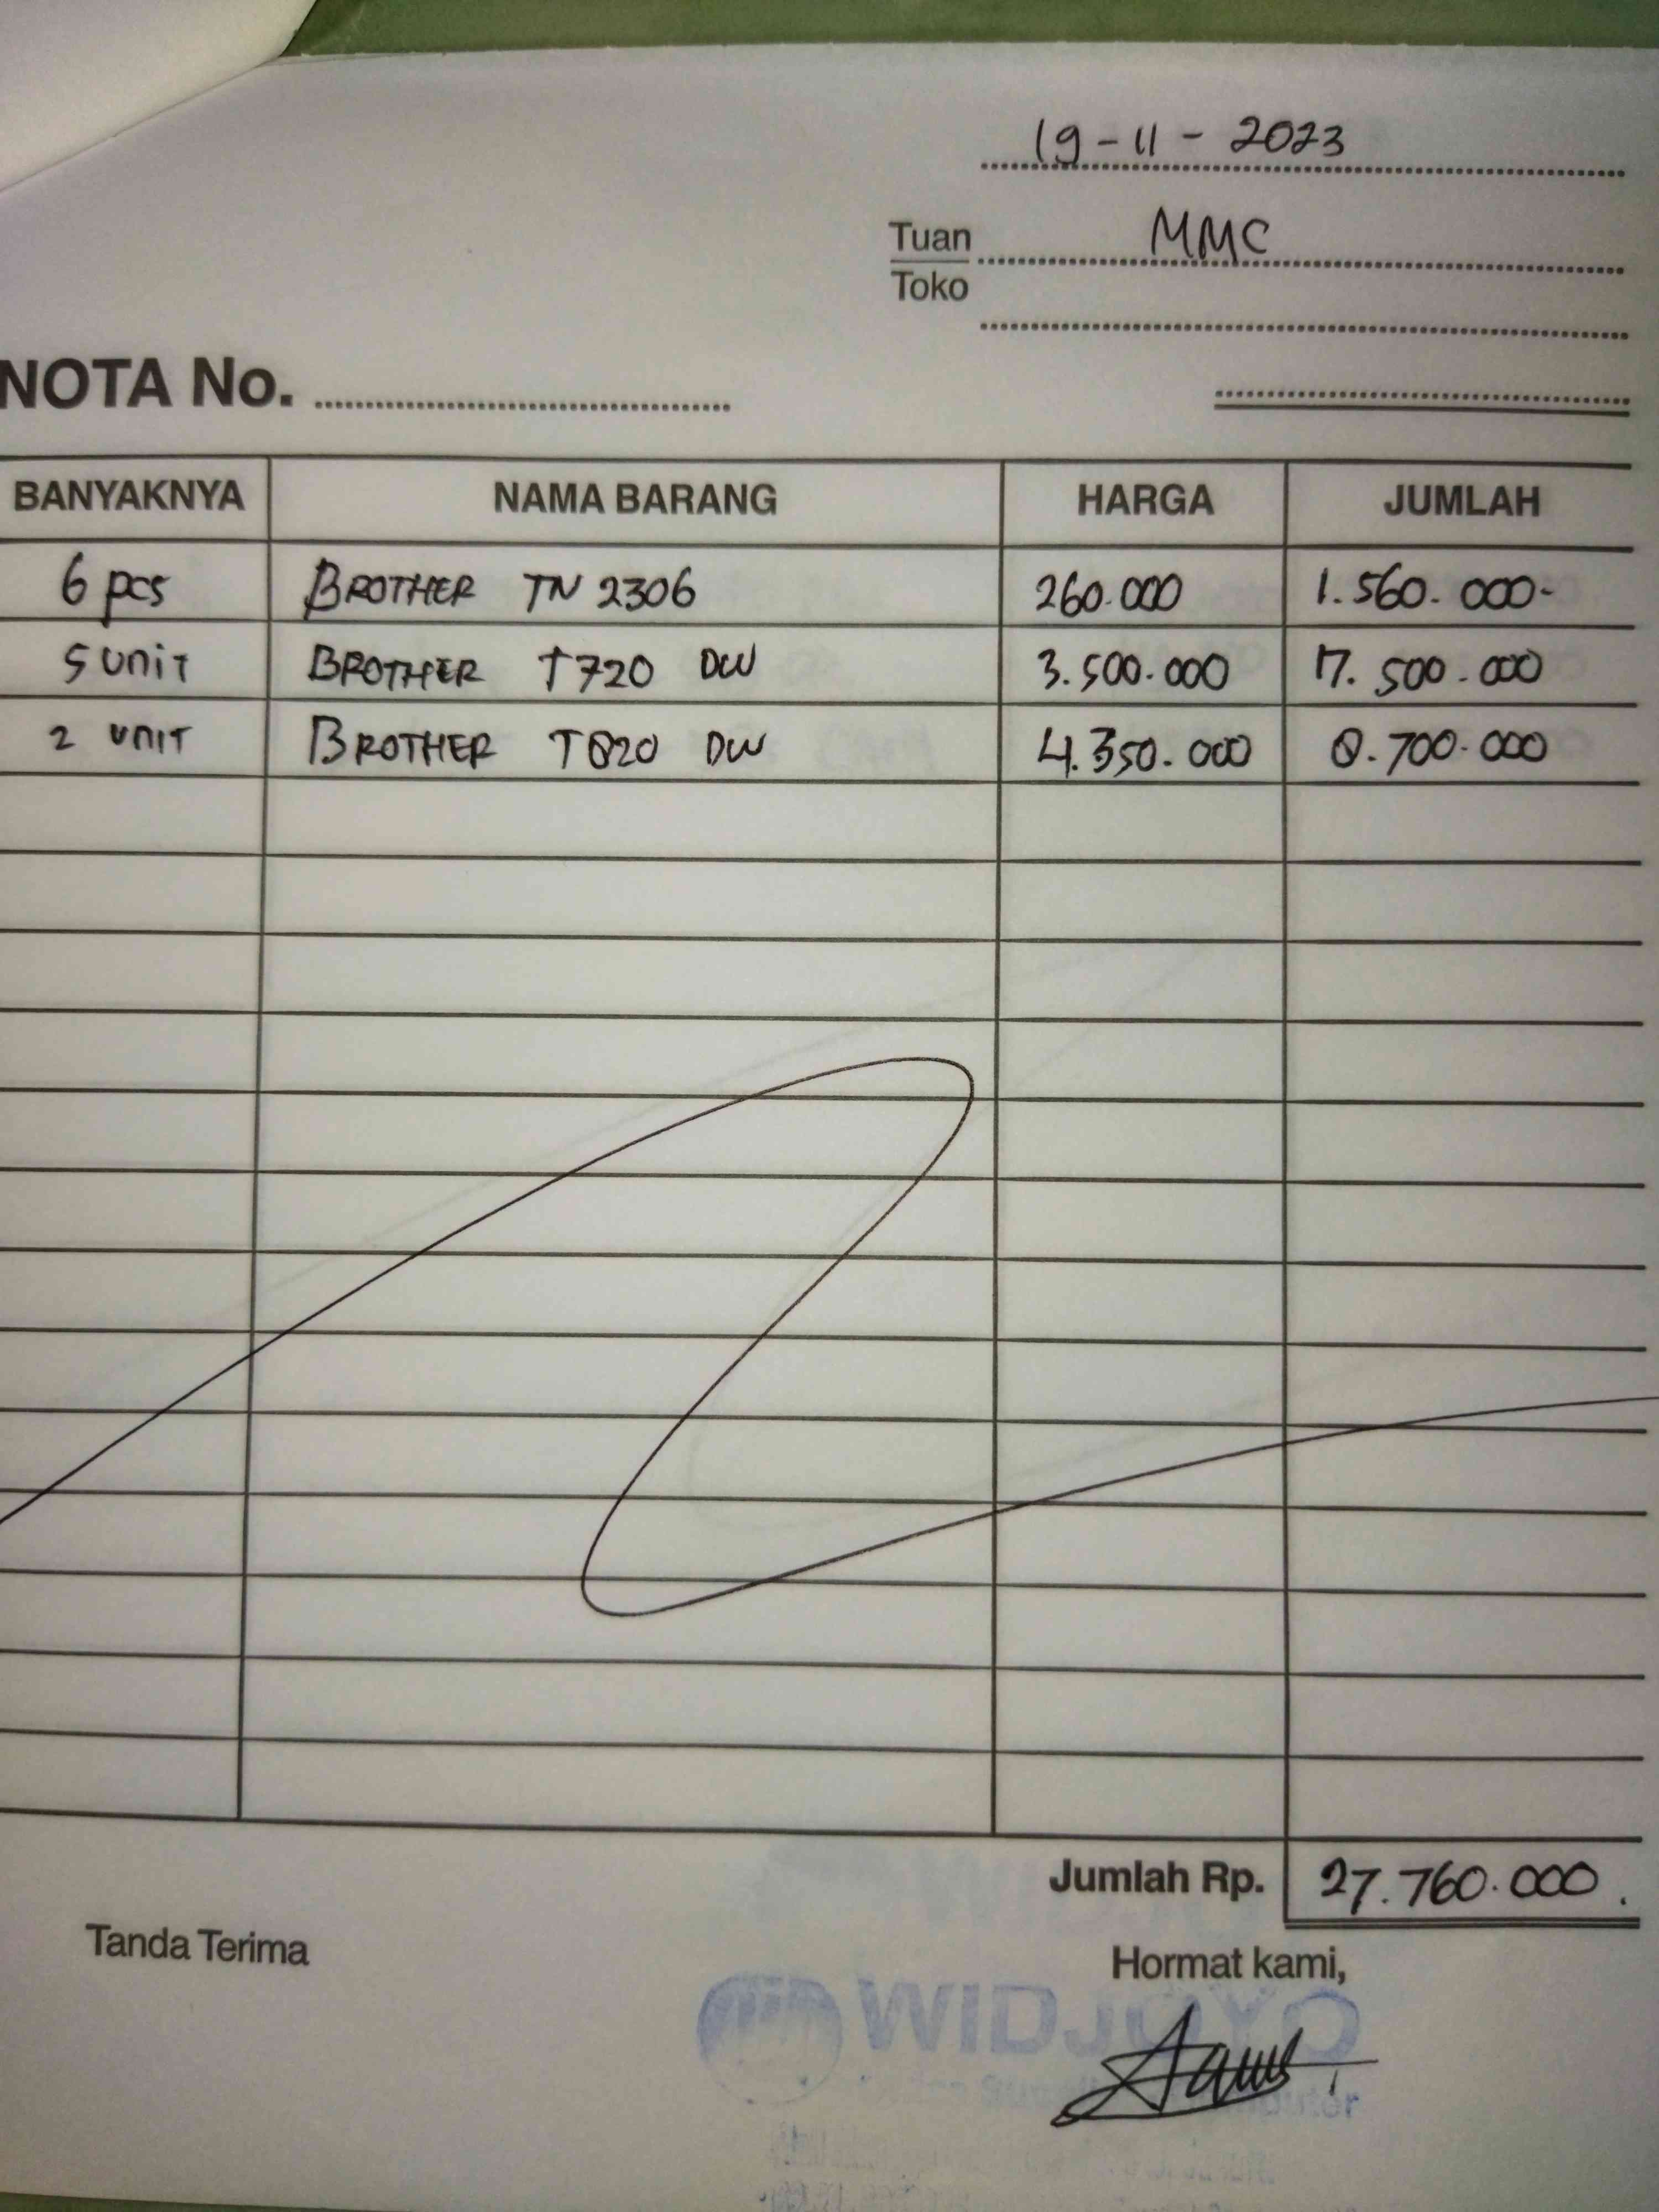 19-11-2023
Tuan MMC
Toko
NOTA No.
BANYAKNYA NAMA BARANG HARGA JUMLAH
6 pcs BROTHER TN 2306 260.000 1.560.000-
5 UNIT BROTHER T720 DW 3.500.000 17.500.000
2 UNIT BROTHER T820 DW 4.350.000 8.700.000
Jumlah Rp. 27.760.000.
Tanda Terima Hormat kami,
WIDJOYO